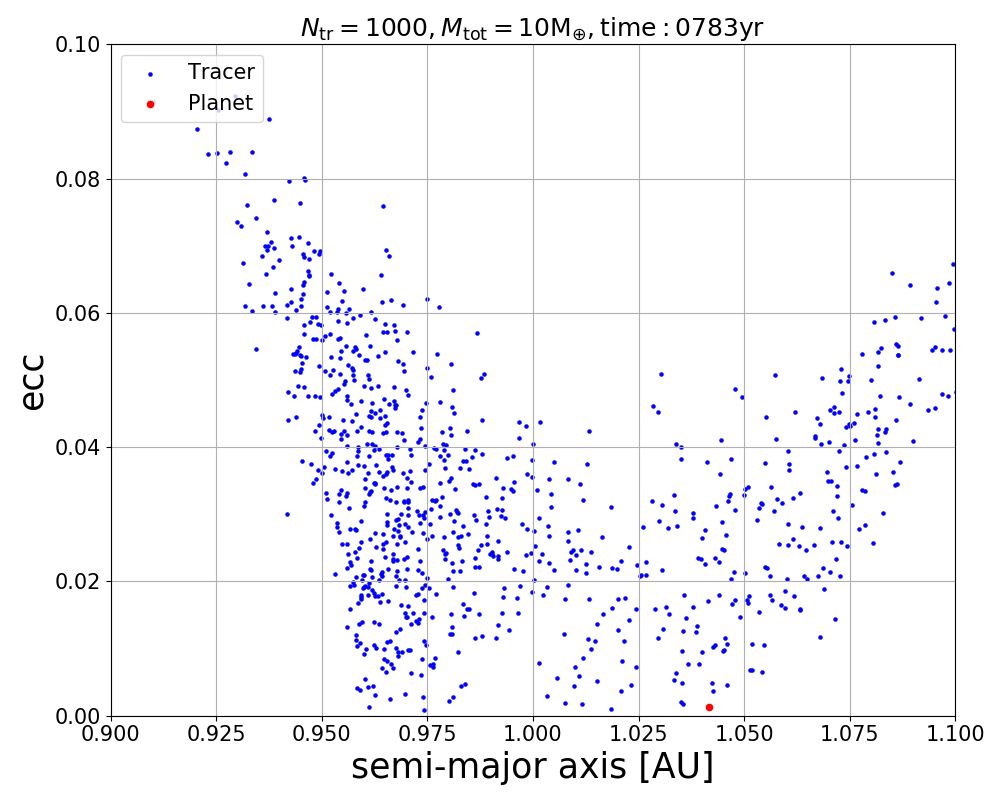 N_tr = 1000, M_tot = 10M_⊕, time : 0783yr
Tracer
Planet
0.10
0.08
0.06
0.04
0.02
0.00
ecc
0.900 0.925 0.950 0.975 1.000 1.025 1.050 1.075 1.100
semi-major axis [AU]